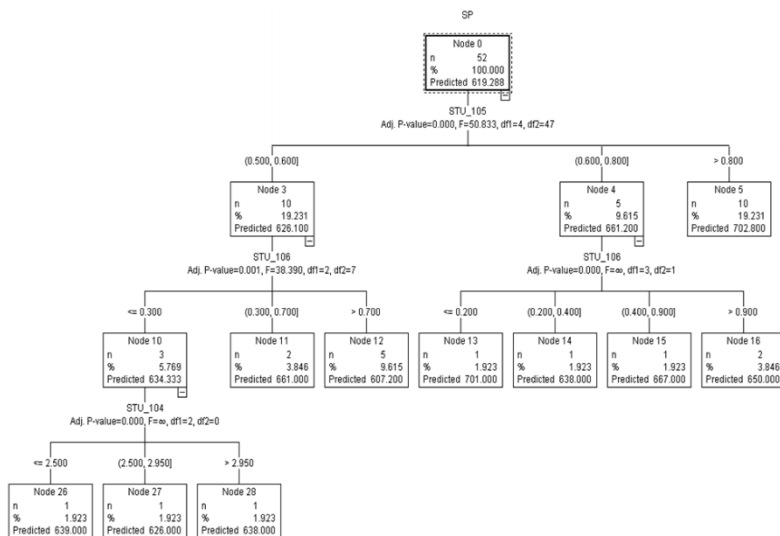 SP
Node 0
n 52
% 100.000
Predicted 619.288
STU_105
Adj. P-value=0.000, F=50.833, df1=4, df2=47
(0.500, 0.600]
(0.600, 0.800]
> 0.800
Node 3
n 10
% 19.231
Predicted 626.100
Node 4
n 5
% 9.615
Predicted 661.200
Node 5
n 10
% 19.231
Predicted 702.800
STU_106
Adj. P-value=0.001, F=38.390, df1=2, df2=7
STU_106
Adj. P-value=0.000, F=∞, df1=3, df2=1
<= 0.300
(0.300, 0.700]
> 0.700
<= 0.200
(0.200, 0.400]
(0.400, 0.900]
> 0.900
Node 10
n 3
% 5.769
Predicted 634.333
Node 11
n 2
% 3.846
Predicted 661.000
Node 12
n 5
% 9.615
Predicted 607.200
Node 13
n 1
% 1.923
Predicted 701.000
Node 14
n 1
% 1.923
Predicted 638.000
Node 15
n 1
% 1.923
Predicted 667.000
Node 16
n 2
% 3.846
Predicted 650.000
STU_104
Adj. P-value=0.000, F=∞, df1=2, df2=0
<= 2.500
(2.500, 2.950]
> 2.950
Node 26
n 1
% 1.923
Predicted 639.000
Node 27
n 1
% 1.923
Predicted 626.000
Node 28
n 1
% 1.923
Predicted 638.000